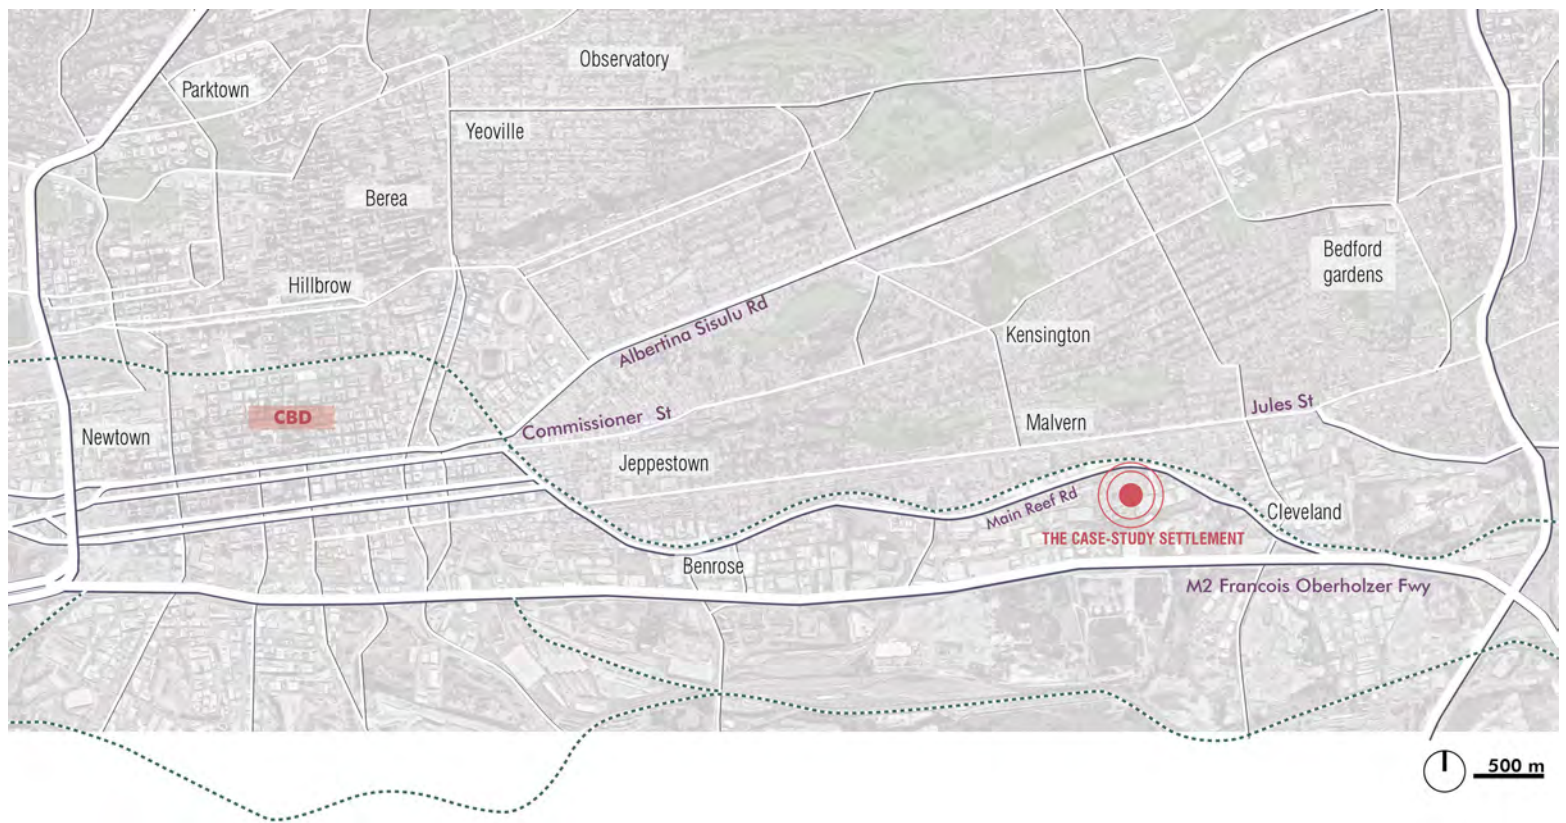 Observatory
Parktown
Yeoville
Berea
Bedford
gardens
Hillbrow
Albertina Sisulu Rd
Kensington
CBD
Commissioner St
Jules St
Malvern
Newtown
Jeppestown
Main Reef Rd
Cleveland
THE CASE-STUDY SETTLEMENT
Benrose
M2 Francois Oberholzer Fwy
500 m